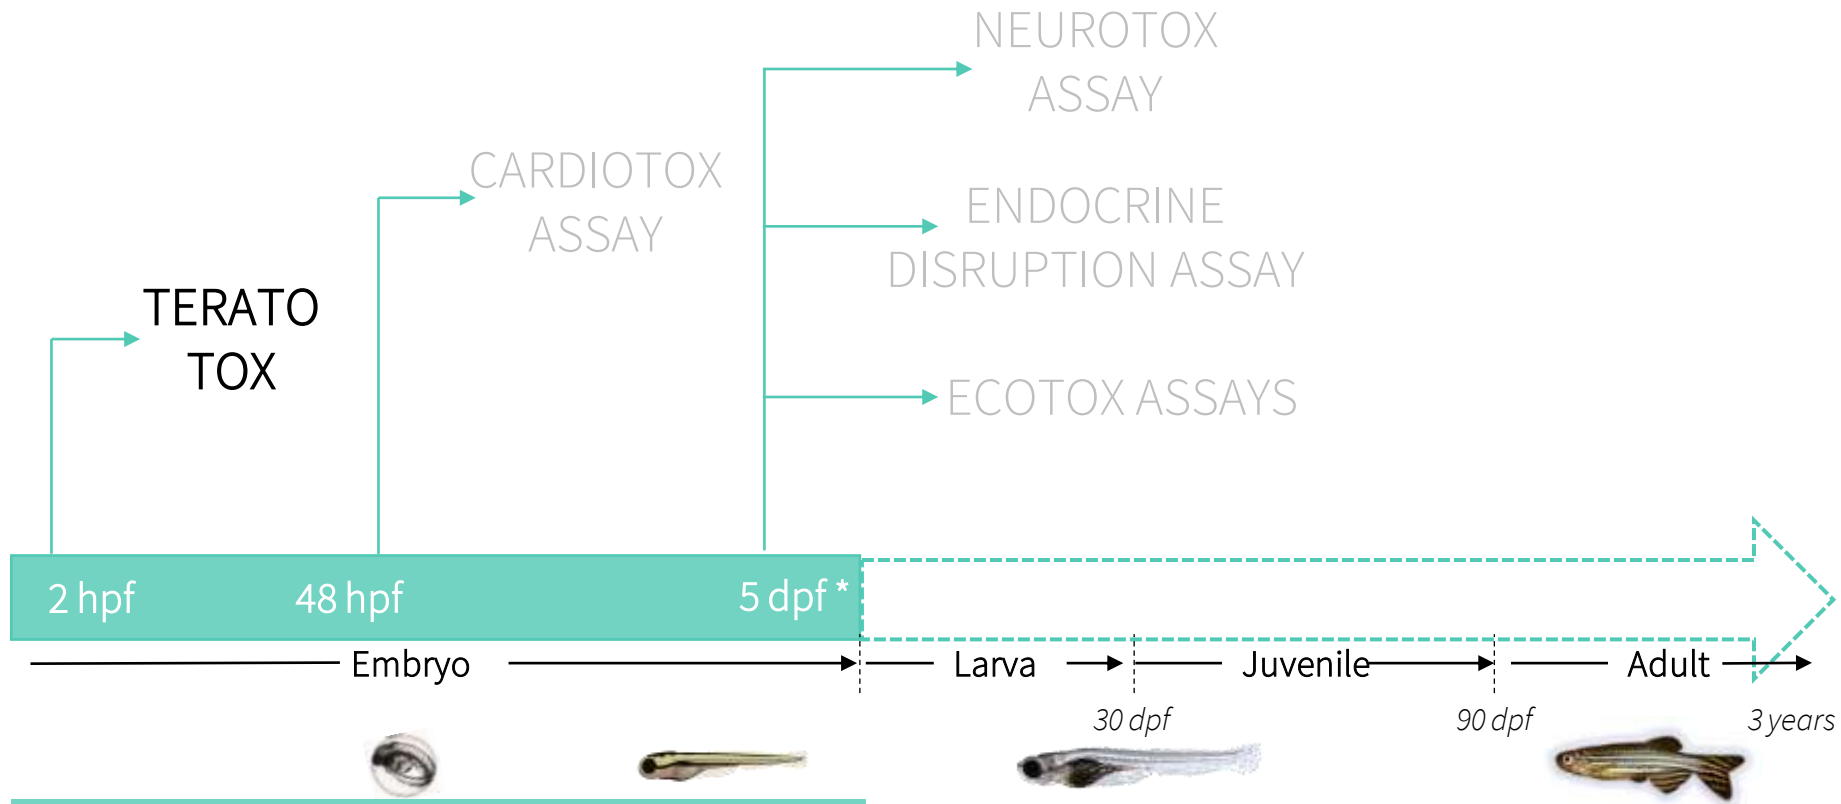 NEUROTOX
ASSAY
CARDIOTOX
ASSAY
ENDOCRINE
DISRUPTION ASSAY
TERATO
TOX
ECOTOX ASSAYS
2 hpf
48 hpf
5 dpf *
Embryo
Larva
Juvenile
Adult
30 dpf
90 dpf
3 years